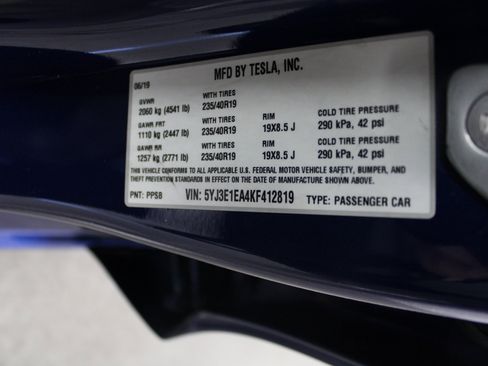 MFD BY TESLA, INC.
06/19
GVWR WITH TIRES
2060 kg (4541 lb) 235/40R19
GAWR FRT WITH TIRES RIM COLD TIRE PRESSURE
1110 kg (2447 lb) 235/40R19 19X8.5 J 290 kPa, 42 psi
GAWR RR WITH TIRES RIM COLD TIRE PRESSURE
1257 kg (2771 lb) 235/40R19 19X8.5 J 290 kPa, 42 psi
THIS VEHICLE CONFORMS TO ALL APPLICABLE U.S. FEDERAL MOTOR VEHICLE SAFETY, BUMPER, AND
THEFT PREVENTION STANDARDS IN EFFECT ON THE DATE OF MANUFACTURE SHOWN ABOVE.
PNT: PPSB VIN: 5YJ3E1EA4KF412819 TYPE: PASSENGER CAR